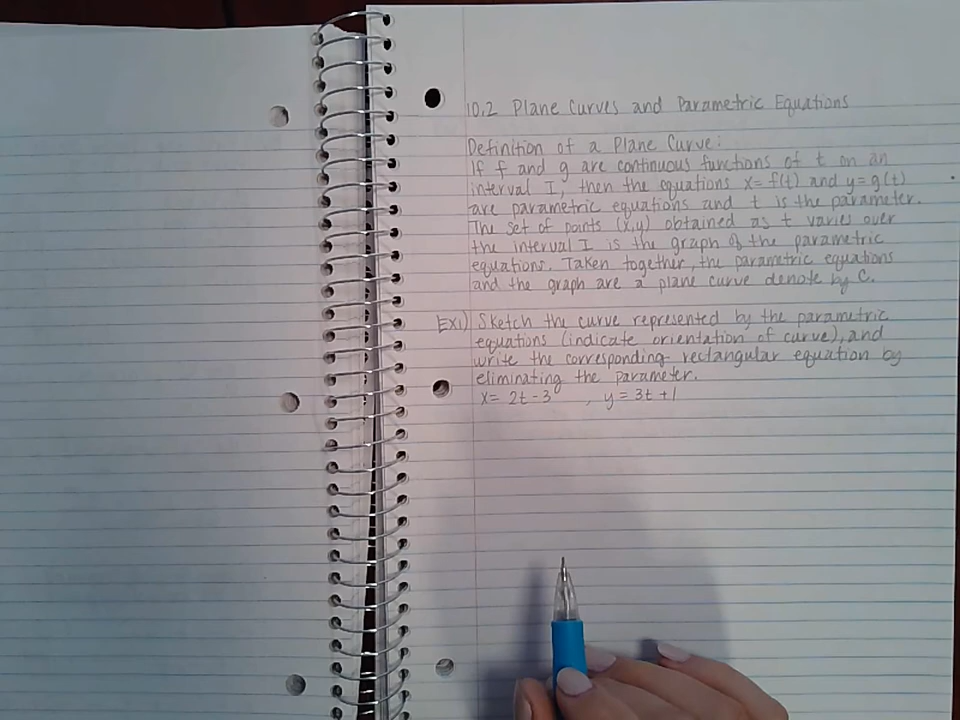 10.2 Plane Curves and Parametric Equations
Definition of a Plane Curve:
If f and g are continuous functions of t on an
interval I, then the equations x = f(t) and y = g(t)
are parametric equations and t is the parameter.
The set of points (x,y) obtained as t varies over
the interval I is the graph of the parametric
equations. Taken together, the parametric equations
and the graph are a plane curve denote by C.
EX1) Sketch the curve represented by the parametric
equations (indicate orientation of curve), and
write the corresponding rectangular equation by
eliminating the parameter.
x = 2t - 3 , y = 3t + 1